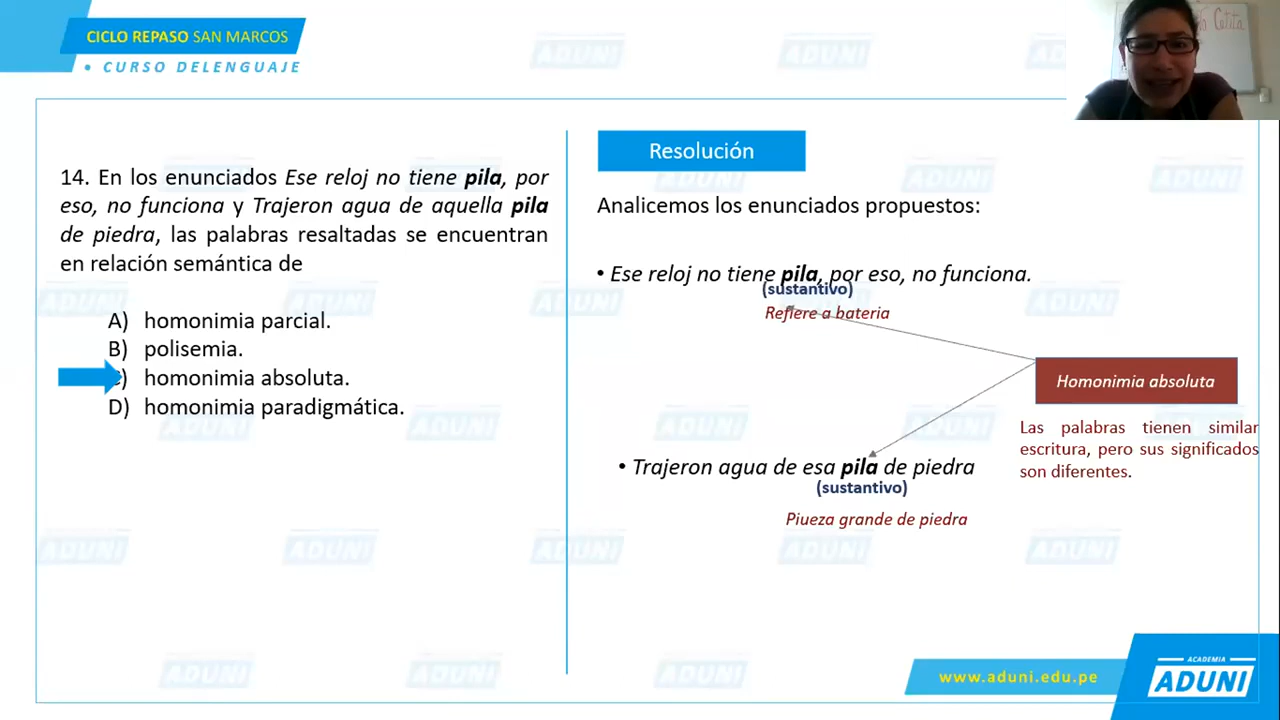 CICLO REPASO SAN MARCOS
• CURSO DELENGUAJE
14. En los enunciados Ese reloj no tiene pila, por
eso, no funciona y Trajeron agua de aquella pila
de piedra, las palabras resaltadas se encuentran
en relación semántica de
A) homonimia parcial.
B) polisemia.
) homonimia absoluta.
D) homonimia paradigmática.
Resolución
Analicemos los enunciados propuestos:
• Ese reloj no tiene pila, por eso, no funciona.
(sustantivo)
Refiere a bateria
Homonimia absoluta
Las palabras tienen similar
escritura, pero sus significados
son diferentes.
• Trajeron agua de esa pila de piedra
(sustantivo)
Piueza grande de piedra
www.aduni.edu.pe
ACADEMIA
ADUNI